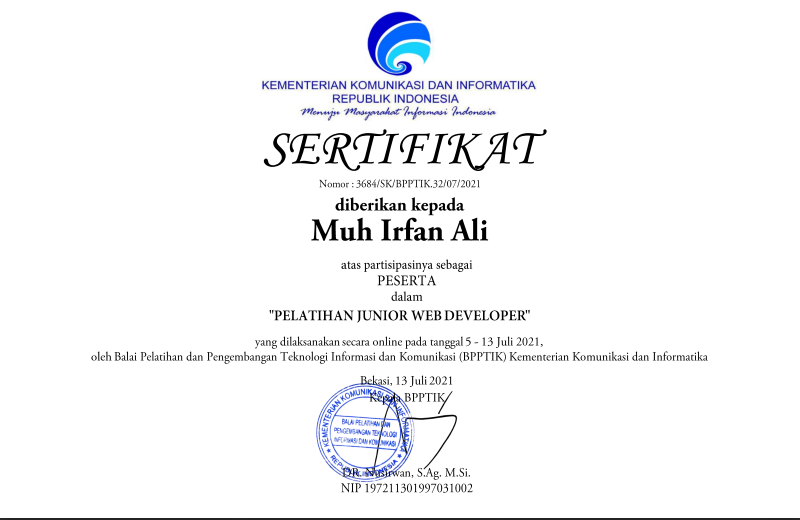 KEMENTERIAN KOMUNIKASI DAN INFORMATIKA
REPUBLIK INDONESIA
Menuju Masyarakat Informasi Indonesia
SERTIFIKAT
Nomor : 3684/SK/BPPTIK.32/07/2021
diberikan kepada
Muh Irfan Ali
atas partisipasinya sebagai
PESERTA
dalam
"PELATIHAN JUNIOR WEB DEVELOPER"
yang dilaksanakan secara online pada tanggal 5 - 13 Juli 2021,
oleh Balai Pelatihan dan Pengembangan Teknologi Informasi dan Komunikasi (BPPTIK) Kementerian Komunikasi dan Informatika
Bekasi, 13 Juli 2021
Kepala BPPTIK
KEMENTERIAN KOMUNIKASI DAN INFORMATIKA
BALAI PELATIHAN DAN
PENGEMBANGAN TEKNOLOGI
INFORMASI DAN KOMUNIKASI
REPUBLIK INDONESIA
DR. Nusirwan, S.Ag. M.Si.
NIP 197211301997031002